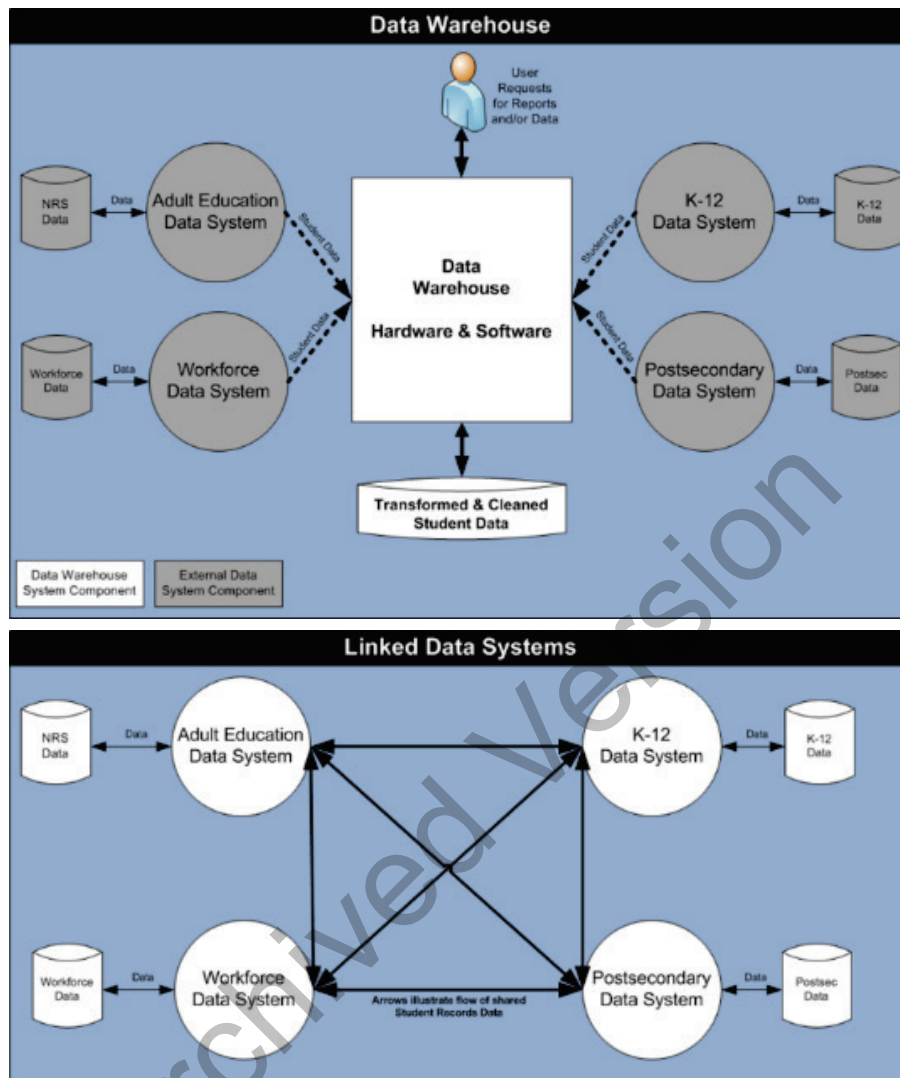 Data Warehouse
User
Requests
for Reports
and/or Data
NRS
Data
Data
Adult Education
Data System
Student Data
K-12
Data System
Student Data
Data
K-12
Data
Data
Warehouse
Hardware & Software
Workforce
Data
Data
Workforce
Data System
Student Data
Postsecondary
Data System
Student Data
Data
Postsec
Data
Transformed & Cleaned
Student Data
Data Warehouse
System Component
External Data
System Component
Linked Data Systems
NRS
Data
Data
Adult Education
Data System
K-12
Data System
Data
K-12
Data
Workforce
Data
Data
Workforce
Data System
Arrows illustrate flow of shared
Student Records Data
Postsecondary
Data System
Data
Postsec
Data
chived Version